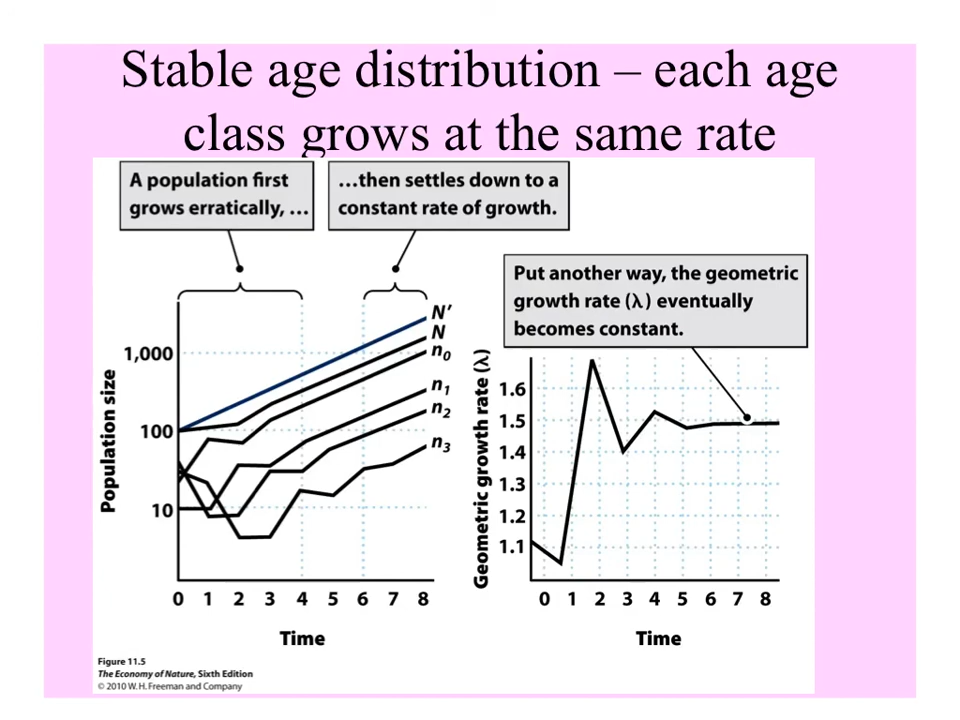 Stable age distribution – each age
class grows at the same rate
A population first
grows erratically, …
…then settles down to a
constant rate of growth.
Put another way, the geometric
growth rate (λ) eventually
becomes constant.
Population size
1,000
100
10
N′
N
n₀
n₁
n₂
n₃
0 1 2 3 4 5 6 7 8
Time
Geometric growth rate (λ)
1.6
1.5
1.4
1.3
1.2
1.1
0 1 2 3 4 5 6 7 8
Time
Figure 11.5
The Economy of Nature, Sixth Edition
© 2010 W. H. Freeman and Company